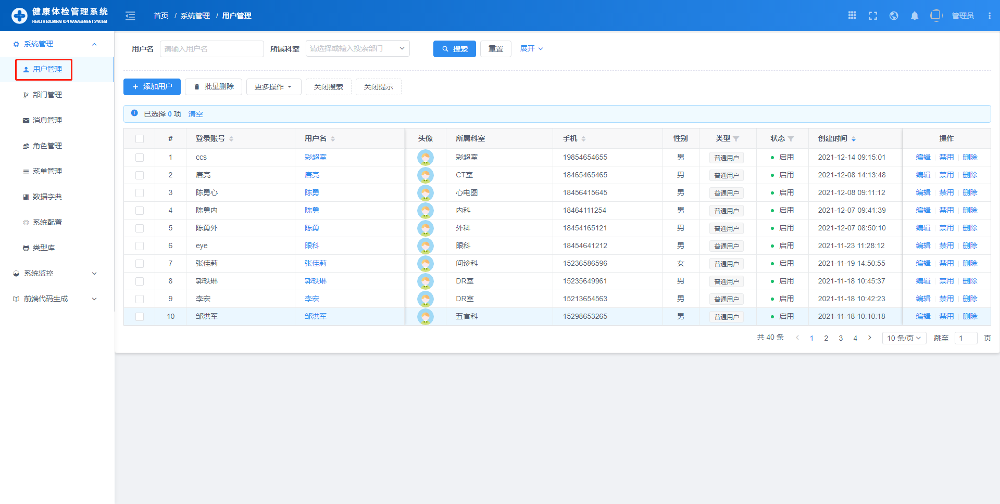 健康体检管理系统
HEALTH EXCMINATION MANAGEMENT SYATEM
首页 / 系统管理 / 用户管理
管理员
系统管理
用户管理
部门管理
消息管理
角色管理
菜单管理
数据字典
系统配置
类型库
系统监控
前端代码生成
用户名 请输入用户名 所属科室 请选择或输入搜索部门 搜索 重置 展开
添加用户 批量删除 更多操作 关闭搜索 关闭提示
已选择 0 项 清空
# 登录账号 用户名 头像 所属科室 手机 性别 类型 状态 创建时间 操作
1 ccs 彩超室 彩超室 19854654655 男 普通用户 启用 2021-12-14 09:15:01 编辑 禁用 删除
2 唐亮 唐亮 CT室 18465465465 男 普通用户 启用 2021-12-08 14:13:48 编辑 禁用 删除
3 陈勇心 陈勇 心电图 18456415645 男 普通用户 启用 2021-12-08 09:11:12 编辑 禁用 删除
4 陈勇内 陈勇 内科 18464111254 男 普通用户 启用 2021-12-07 09:41:39 编辑 禁用 删除
5 陈勇外 陈勇 外科 18454165121 男 普通用户 启用 2021-12-07 08:50:10 编辑 禁用 删除
6 eye 眼科 眼科 18454641212 男 普通用户 启用 2021-11-23 11:28:12 编辑 禁用 删除
7 张佳莉 张佳莉 问诊科 15236586596 女 普通用户 启用 2021-11-19 14:50:55 编辑 禁用 删除
8 郭轶琳 郭轶琳 DR室 15235649961 男 普通用户 启用 2021-11-18 10:45:37 编辑 禁用 删除
9 李宏 李宏 DR室 15213654563 男 普通用户 启用 2021-11-18 10:42:23 编辑 禁用 删除
10 邹洪军 邹洪军 五官科 15298653265 男 普通用户 启用 2021-11-18 10:10:18 编辑 禁用 删除
共 40 条 1 2 3 4 10 条/页 跳至 1 页